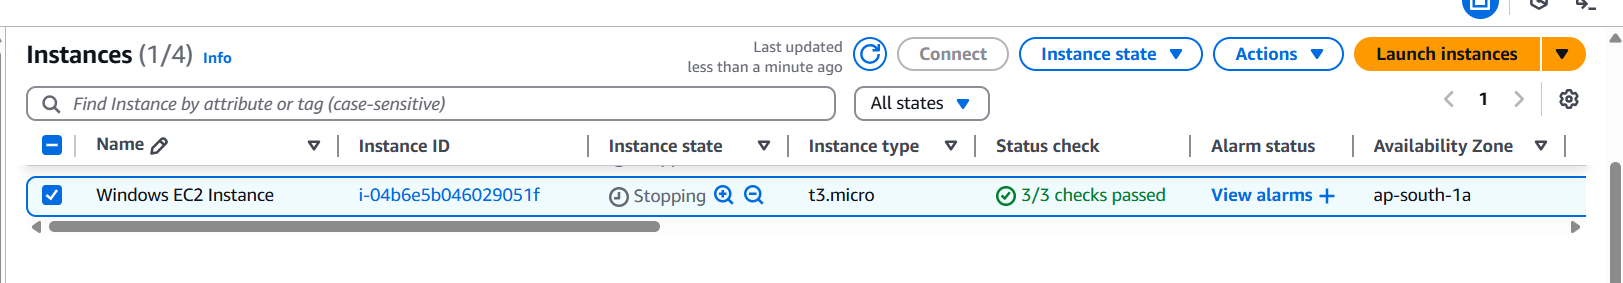 Instances (1/4) Info
Last updated
less than a minute ago
Connect
Instance state
Actions
Launch instances
Find Instance by attribute or tag (case-sensitive)
All states
1
Name Instance ID Instance state Instance type Status check Alarm status Availability Zone
Windows EC2 Instance i-04b6e5b046029051f Stopping t3.micro 3/3 checks passed View alarms + ap-south-1a